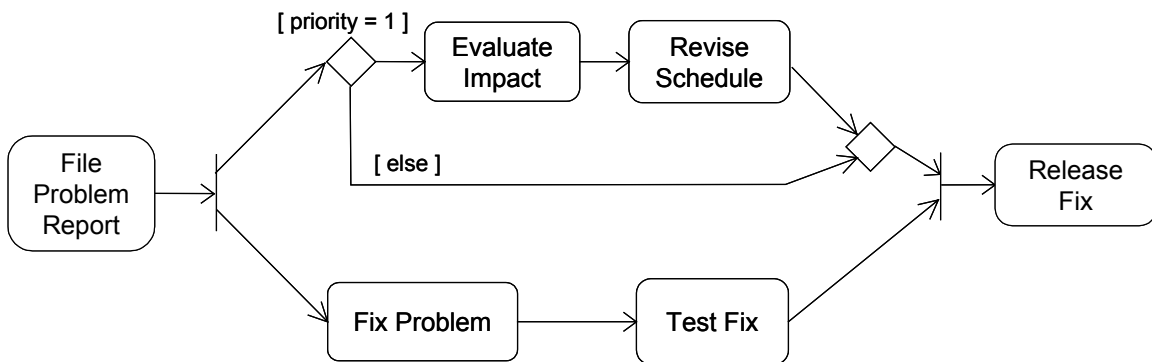 [ priority = 1 ]
Evaluate
Impact
Revise
Schedule
[ else ]
File
Problem
Report
Release
Fix
Fix Problem
Test Fix